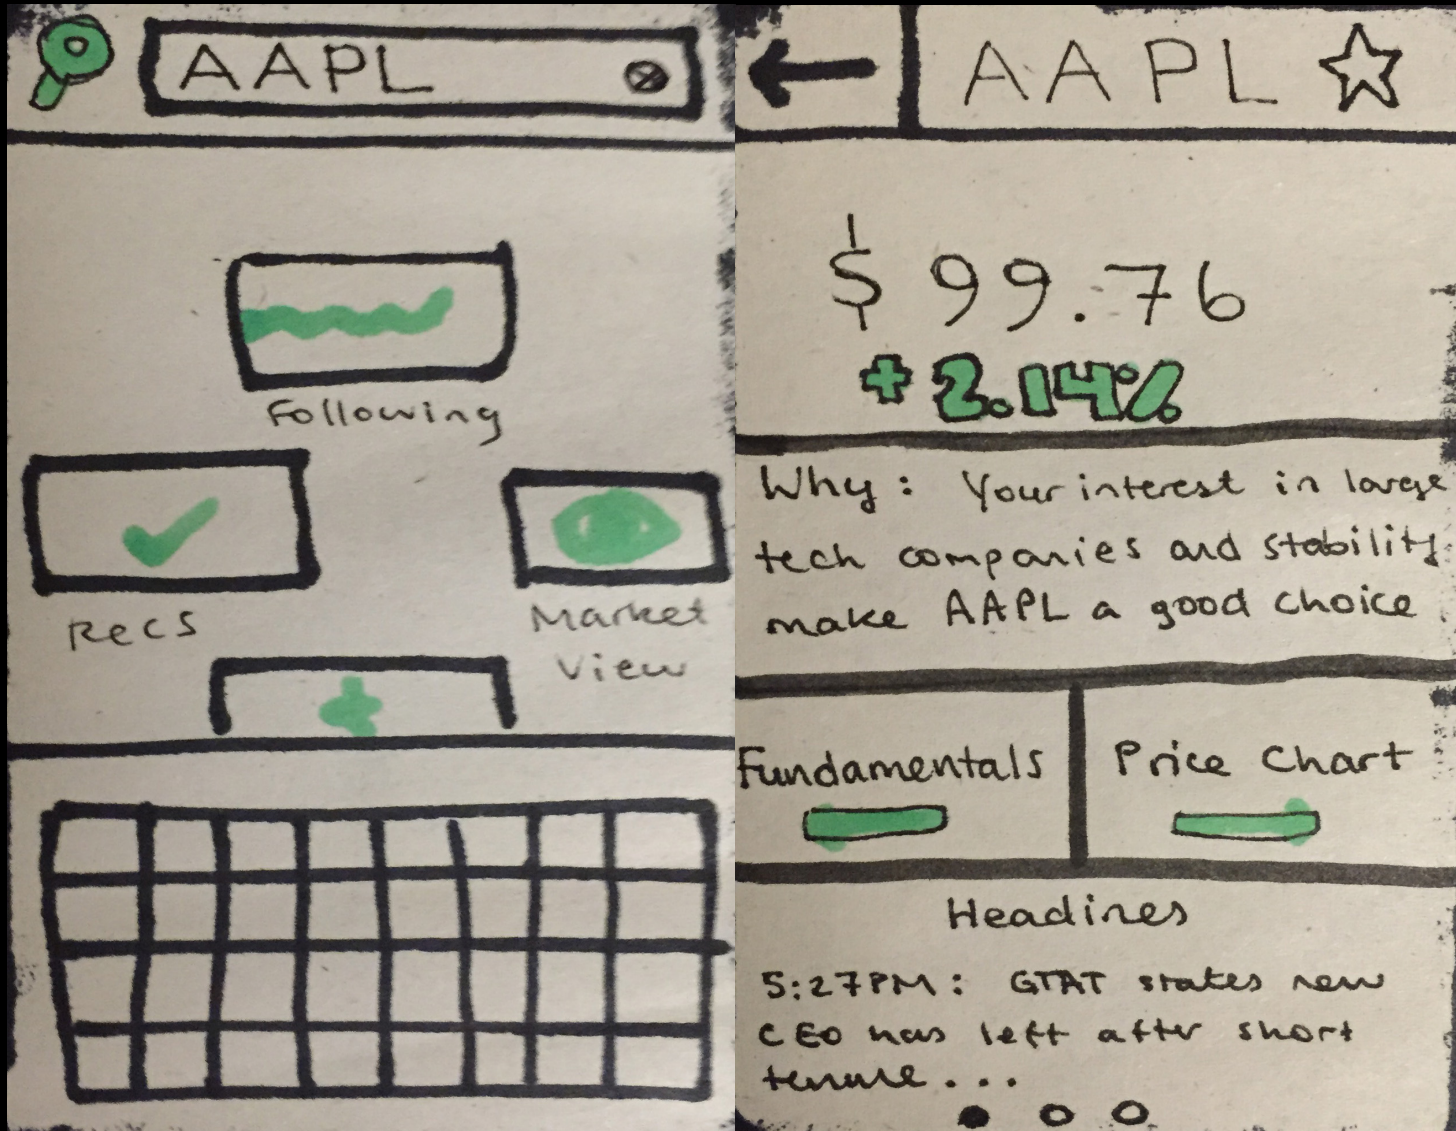 AAPL
Following
Recs
Market
View
AAPL
$99.76
+2.14%
Why: Your interest in large
tech companies and stability
make AAPL a good choice.
Fundamentals
Price Chart
Headines
5:27PM: GTAT states new
CEO has left after short
tenure...